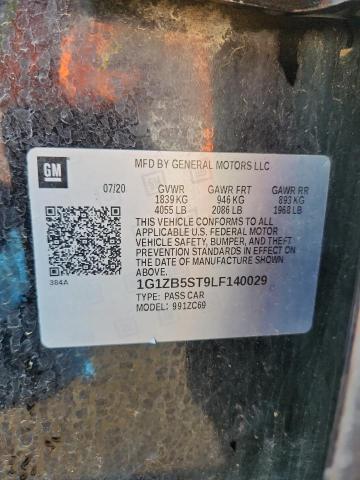 GM
MFD BY GENERAL MOTORS LLC
07/20 GVWR GAWR FRT GAWR RR
1839 KG 946 KG 893 KG
4055 LB 2086 LB 1968 LB
THIS VEHICLE CONFORMS TO ALL
APPLICABLE U.S. FEDERAL MOTOR
VEHICLE SAFETY, BUMPER, AND THEFT
PREVENTION STANDARDS IN EFFECT ON
THE DATE OF MANUFACTURE SHOWN
ABOVE.
384A
1G1ZB5ST9LF140029
TYPE: PASS CAR
MODEL: 991ZC69